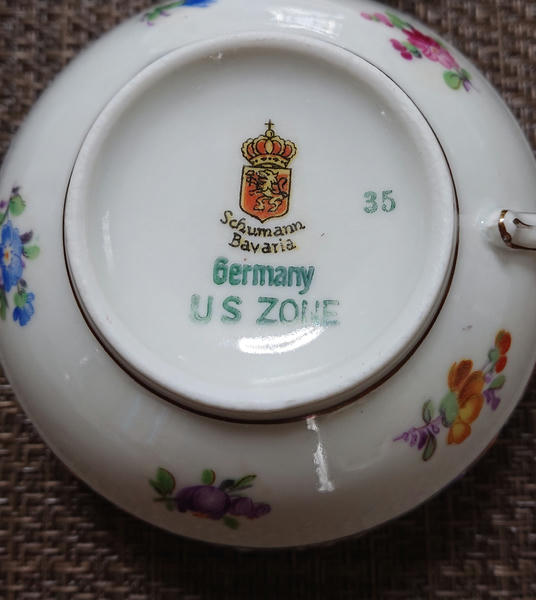 35
Schumann
Bavaria
Germany
US ZONE